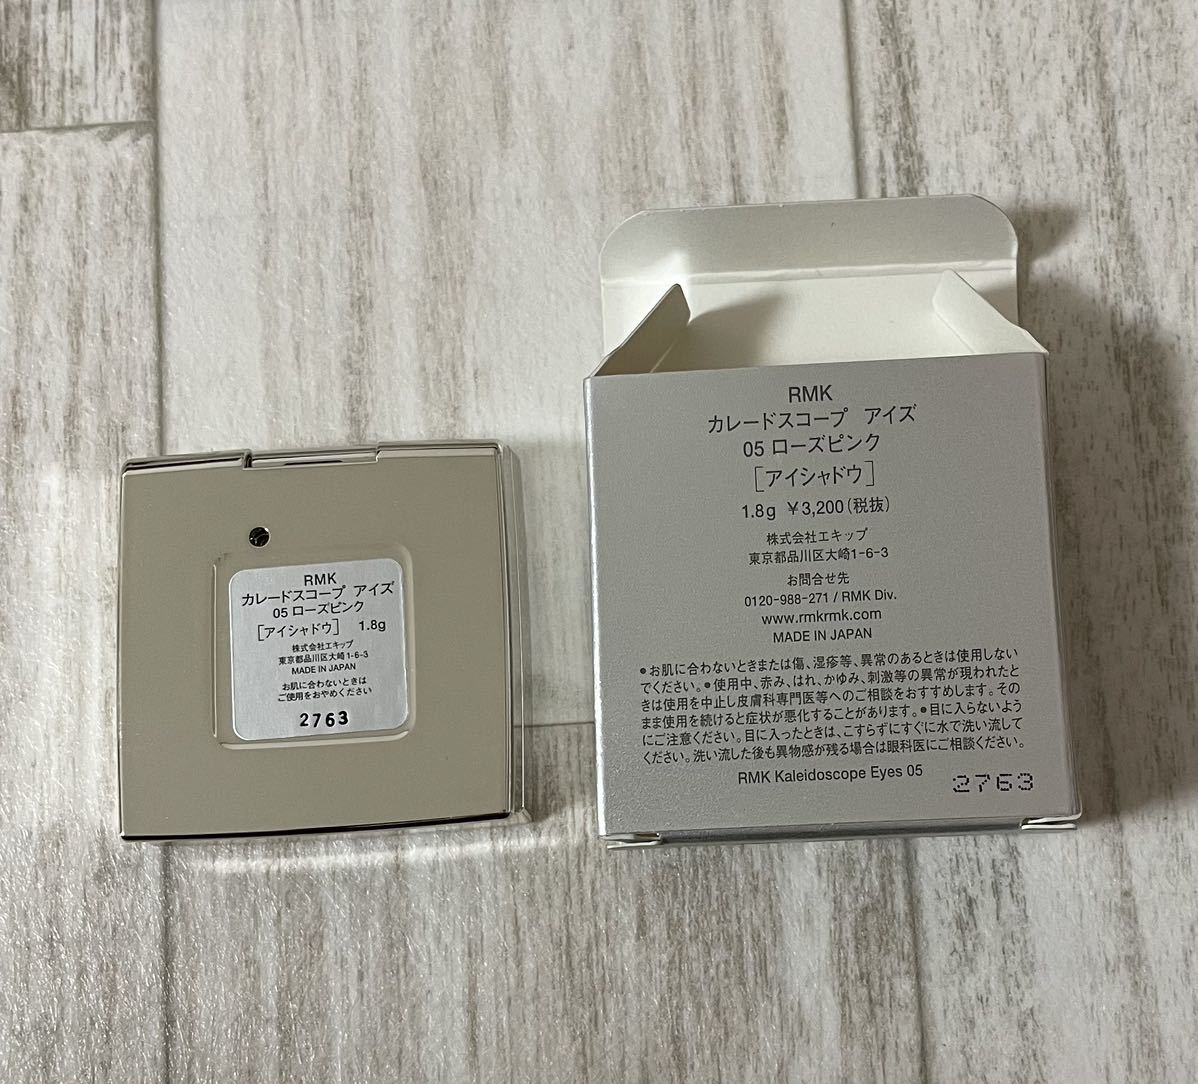 RMK
カレードスコープ アイズ
05 ローズピンク
［アイシャドウ］ 1.8g
株式会社エキップ
東京都品川区大崎1-6-3
MADE IN JAPAN
お肌に合わないときは
ご使用をおやめください
2763
RMK
カレードスコープ アイズ
05 ローズピンク
［アイシャドウ］
1.8g ¥3,200（税抜）
株式会社エキップ
東京都品川区大崎1-6-3
お問合せ先
0120-988-271 / RMK Div.
www.rmkrmk.com
MADE IN JAPAN
●お肌に合わないときまたは傷、湿疹等、異常のあるときは使用しない
でください。●使用中、赤み、はれ、かゆみ、刺激等の異常が現われたと
きは使用を中止し皮膚科専門医等へのご相談をおすすめします。その
まま使用を続けると症状が悪化することがあります。●目に入らないよう
にご注意ください。目に入ったときは、こすらずにすぐに水で洗い流して
ください。洗い流した後も異物感が残る場合は眼科医にご相談ください。
RMK Kaleidoscope Eyes 05
2763